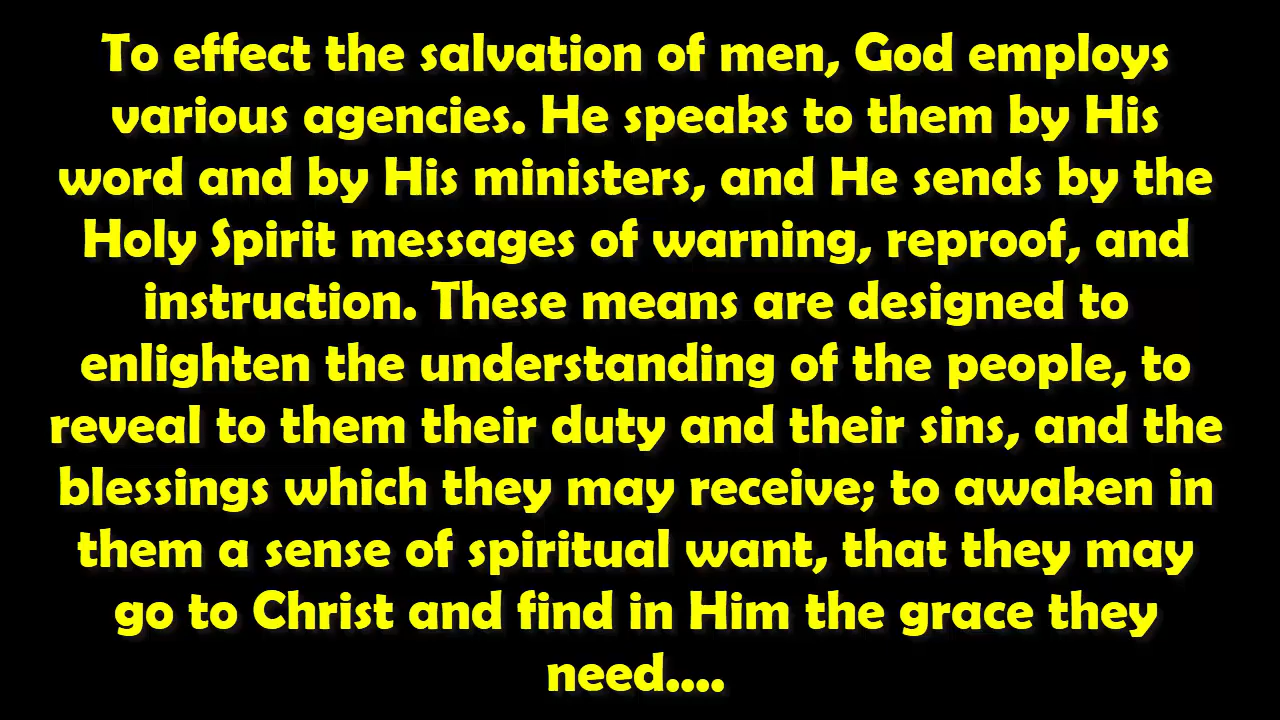 To effect the salvation of men, God employs
various agencies. He speaks to them by His
word and by His ministers, and He sends by the
Holy Spirit messages of warning, reproof, and
instruction. These means are designed to
enlighten the understanding of the people, to
reveal to them their duty and their sins, and the
blessings which they may receive; to awaken in
them a sense of spiritual want, that they may
go to Christ and find in Him the grace they
need....